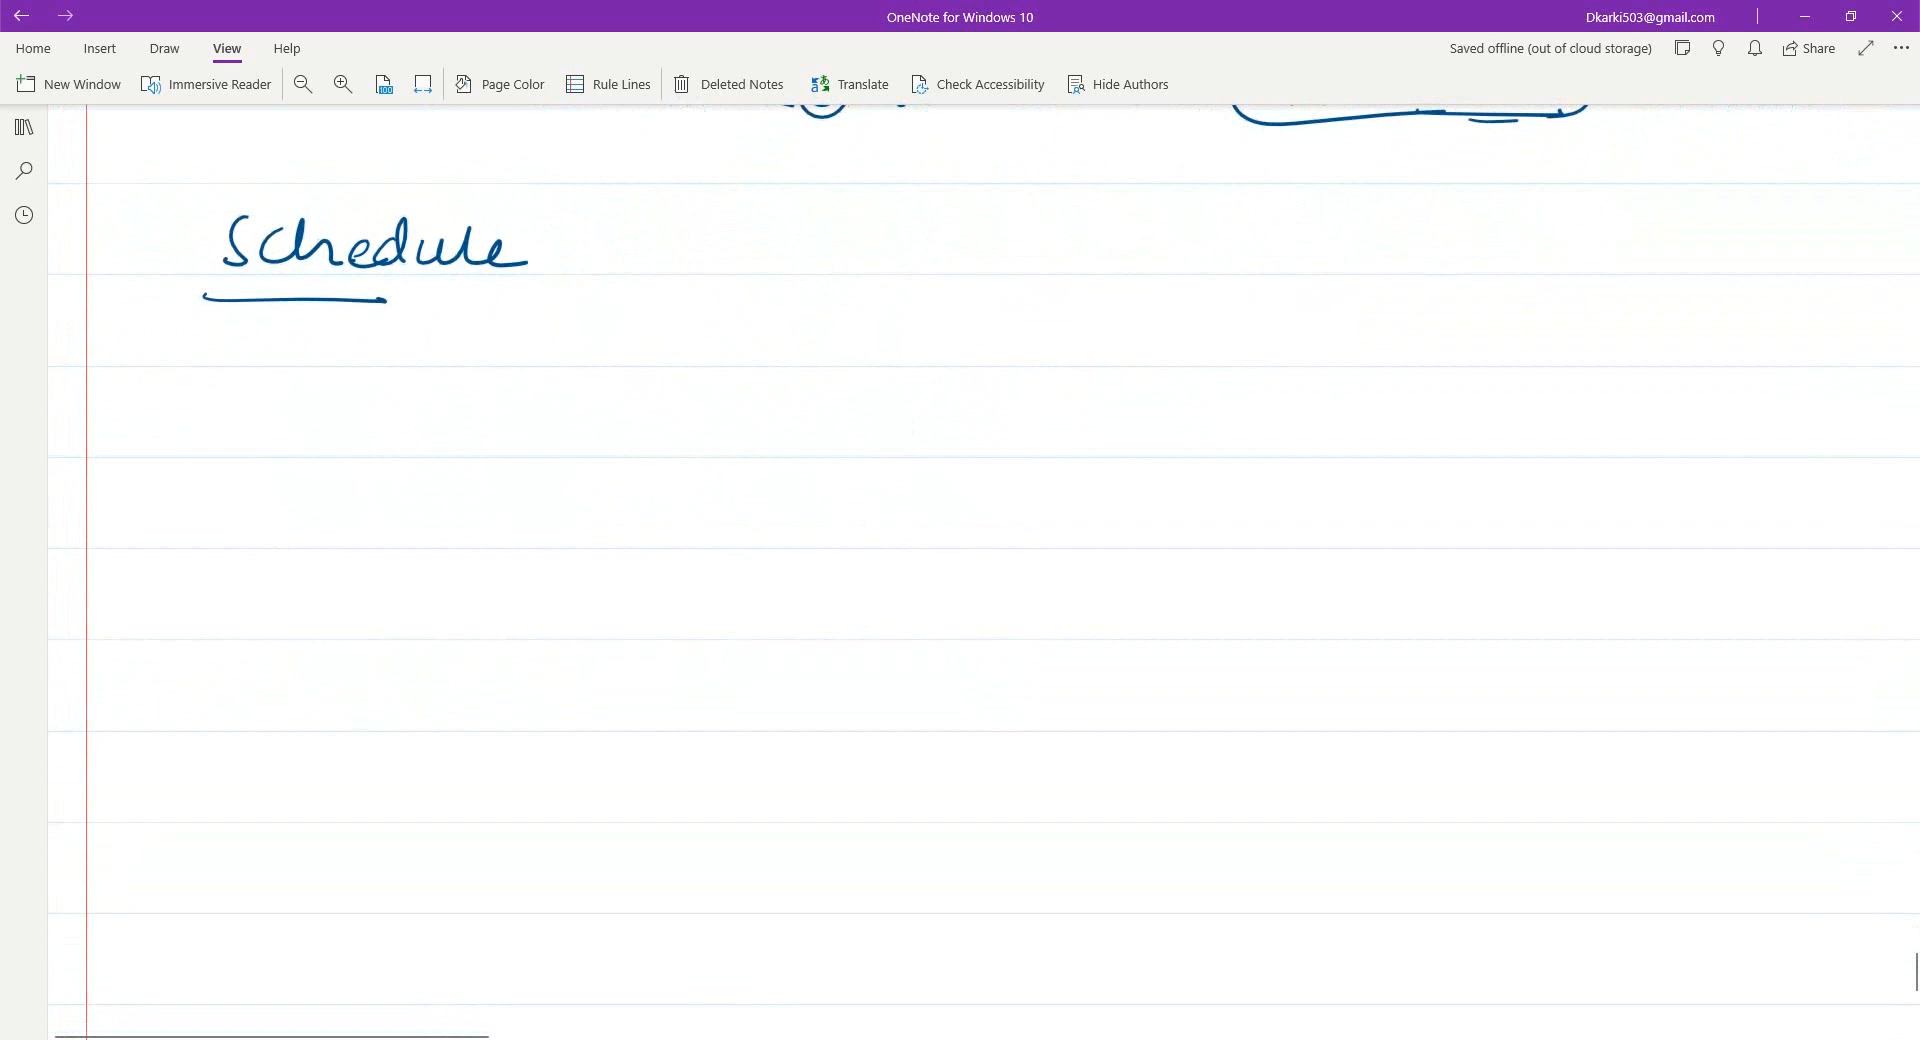 OneNote for Windows 10
Dkarki503@gmail.com
Home Insert Draw View Help
Saved offline (out of cloud storage) Share
New Window Immersive Reader 100 Page Color Rule Lines Deleted Notes Translate Check Accessibility Hide Authors
Schedule